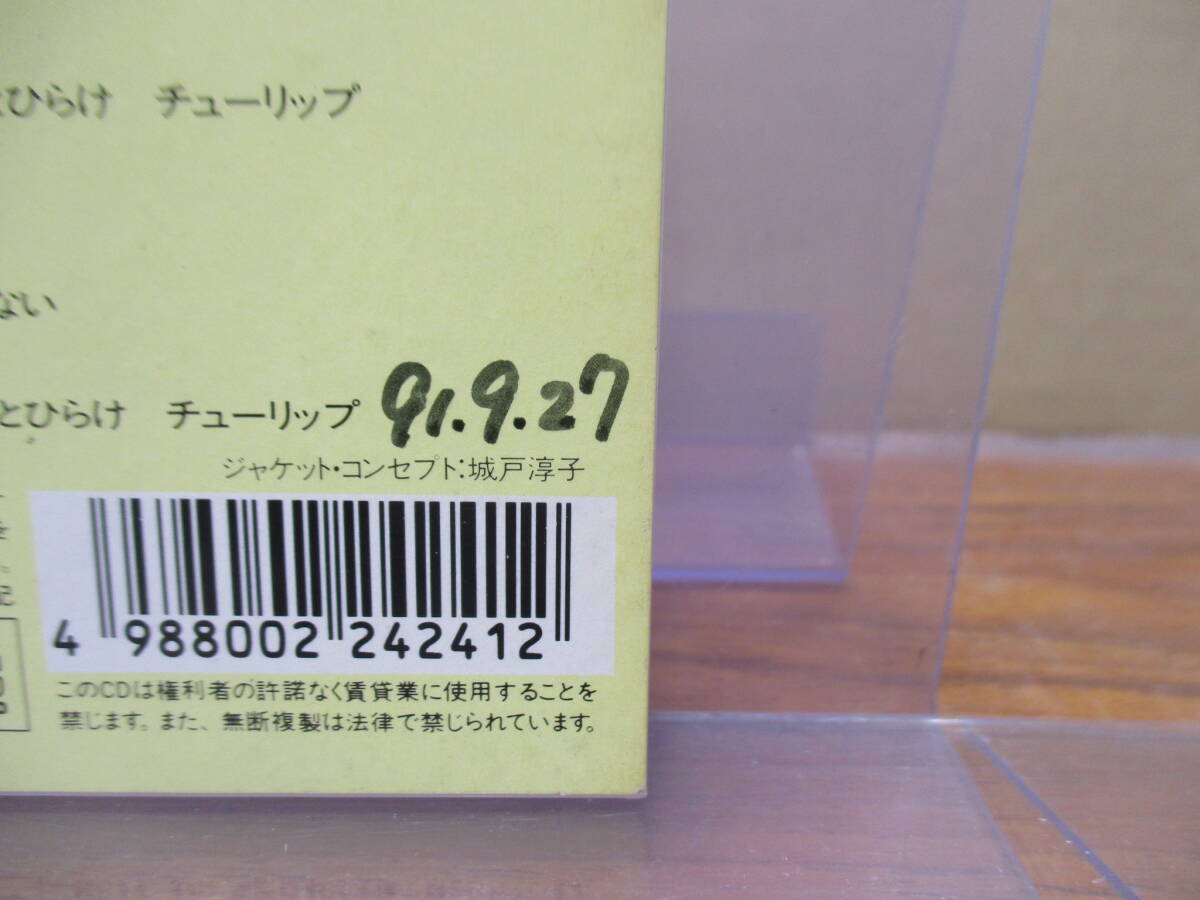 とひらけ　チューリップ
ない
とひらけ　チューリップ 91.9.27
ジャケット・コンセプト：城戸淳子
を
。
記
4 988002 242412
このCDは権利者の許諾なく賃貸業に使用することを
禁じます。また、無断複製は法律で禁じられています。